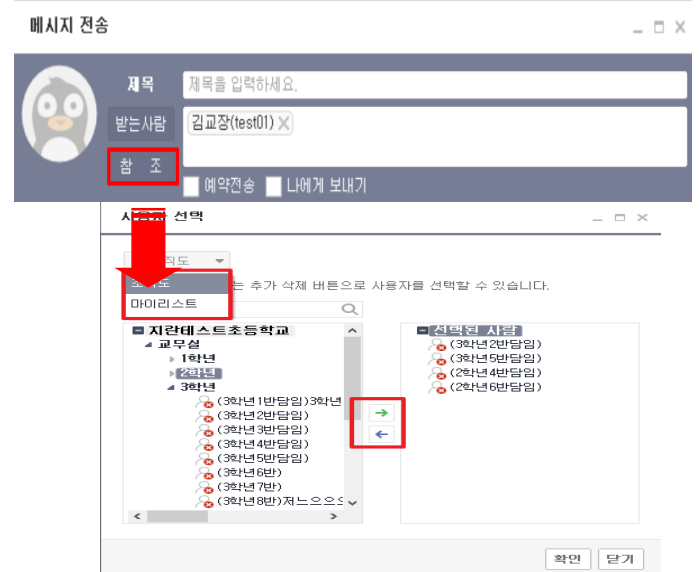 메시지 전송
제목
제목을 입력하세요.
받는사람
김교장(test01)
참 조
예약전송
나에게 보내기
선택
는 추가 삭제 버튼으로 사용자를 선택할 수 있습니다.
마이리스트
지란테스트초등학교
교무실
1학년
2학년
3학년
(3학년1반담임)3학년
(3학년2반담임)
(3학년3반담임)
(3학년4반담임)
(3학년5반담임)
(3학년6반)
(3학년7반)
(3학년8반)저느으으으
선택된 사람
(3학년2반담임)
(3학년5반담임)
(2학년4반담임)
(2학년6반담임)
확인
닫기